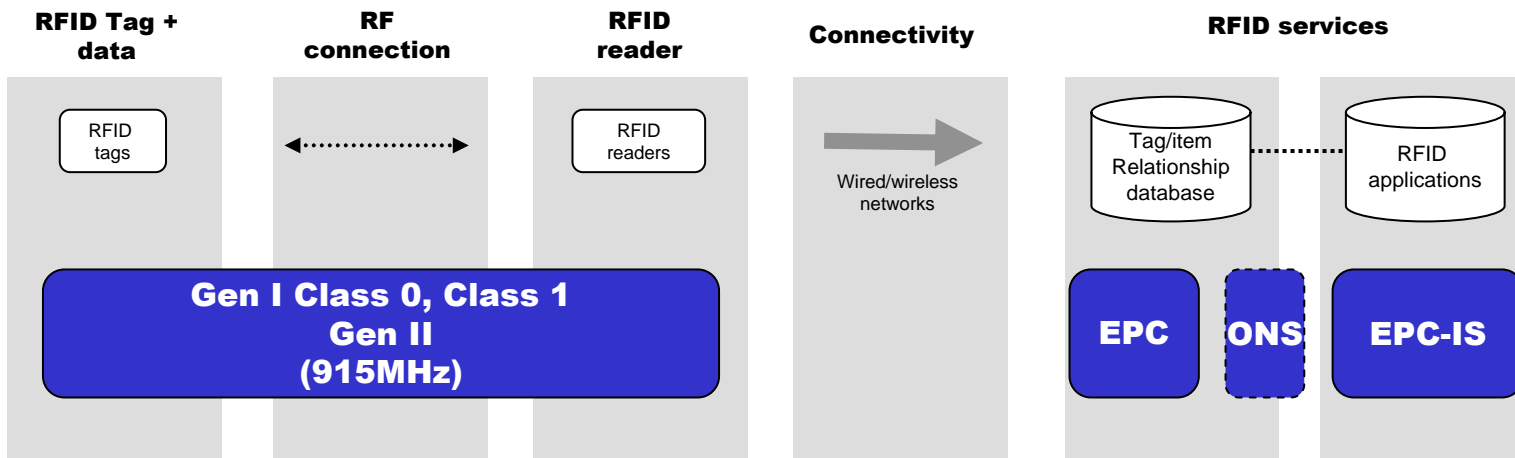 RFID Tag +
data
RF
connection
RFID
reader
Connectivity
RFID services
RFID
tags
RFID
readers
Wired/wireless
networks
Tag/item
Relationship
database
RFID
applications
Gen I Class 0, Class 1
Gen II
(915MHz)
EPC
ONS
EPC-IS